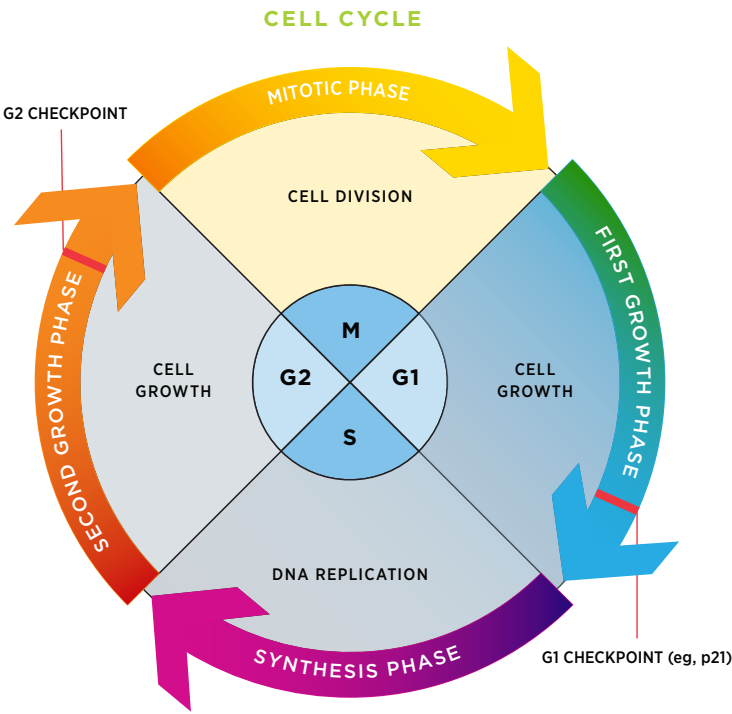 CELL CYCLE
MITOTIC PHASE
G2 CHECKPOINT
CELL DIVISION
FIRST GROWTH PHASE
M
G2
G1
S
CELL
GROWTH
CELL
GROWTH
SECOND GROWTH PHASE
DNA REPLICATION
SYNTHESIS PHASE
G1 CHECKPOINT (eg, p21)